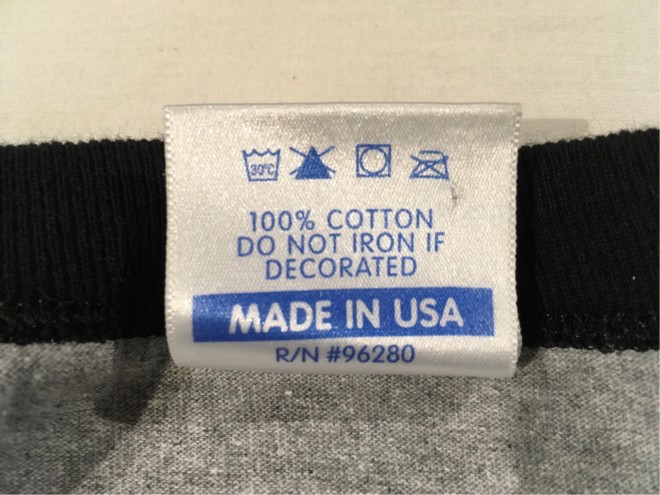 30°C
100% COTTON
DO NOT IRON IF
DECORATED
MADE IN USA
R/N #96280